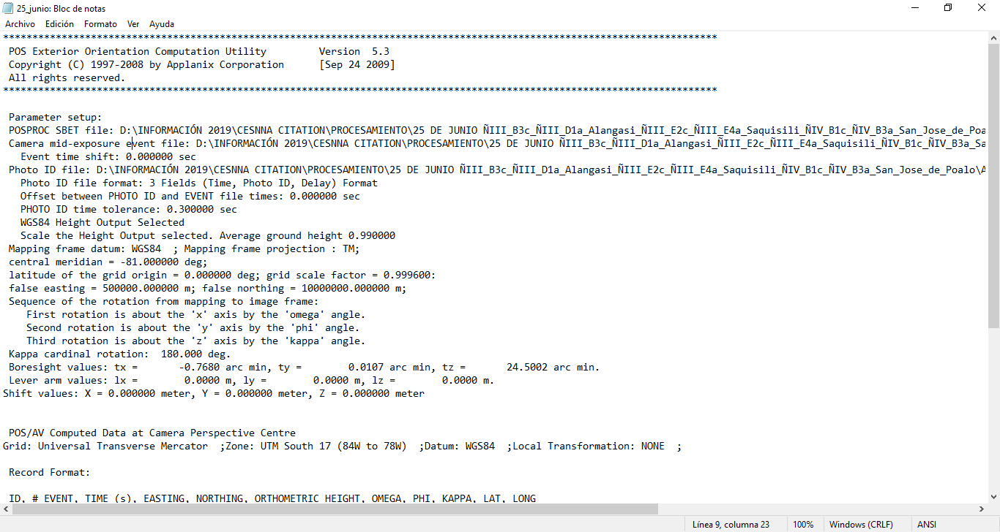 25_junio: Bloc de notas
Archivo Edición Formato Ver Ayuda
**************************************************************************************************************************
POS Exterior Orientation Computation Utility Version 5.3
Copyright (C) 1997-2008 by Applanix Corporation [Sep 24 2009]
All rights reserved.
**************************************************************************************************************************
Parameter setup:
POSPROC SBET file: D:\INFORMACIÓN 2019\CESNNA CITATION\PROCESAMIENTO\25 DE JUNIO ÑIII_B3c_ÑIII_D1a_Alangasi_ÑIII_E2c_ÑIII_E4a_Saquisili_ÑIV_B1c_ÑIV_B3a_San_Jose_de_Poa
Camera mid-exposure event file: D:\INFORMACIÓN 2019\CESNNA CITATION\PROCESAMIENTO\25 DE JUNIO ÑIII_B3c_ÑIII_D1a_Alangasi_ÑIII_E2c_ÑIII_E4a_Saquisili_ÑIV_B1c_ÑIV_B3a_Sa
Event time shift: 0.000000 sec
Photo ID file: D:\INFORMACIÓN 2019\CESNNA CITATION\PROCESAMIENTO\25 DE JUNIO ÑIII_B3c_ÑIII_D1a_Alangasi_ÑIII_E2c_ÑIII_E4a_Saquisili_ÑIV_B1c_ÑIV_B3a_San_Jose_de_Poalo\A
Photo ID file format: 3 Fields (Time, Photo ID, Delay) Format
Offset between PHOTO ID and EVENT file times: 0.000000 sec
PHOTO ID time tolerance: 0.300000 sec
WGS84 Height Output Selected
Scale the Height Output selected. Average ground height 0.990000
Mapping frame datum: WGS84 ; Mapping frame projection : TM;
central meridian = -81.000000 deg;
latitude of the grid origin = 0.000000 deg; grid scale factor = 0.999600:
false easting = 500000.000000 m; false northing = 10000000.000000 m;
Sequence of the rotation from mapping to image frame:
First rotation is about the 'x' axis by the 'omega' angle.
Second rotation is about the 'y' axis by the 'phi' angle.
Third rotation is about the 'z' axis by the 'kappa' angle.
Kappa cardinal rotation: 180.000 deg.
Boresight values: tx = -0.7680 arc min, ty = 0.0107 arc min, tz = 24.5002 arc min.
Lever arm values: lx = 0.0000 m, ly = 0.0000 m, lz = 0.0000 m.
Shift values: X = 0.000000 meter, Y = 0.000000 meter, Z = 0.000000 meter
POS/AV Computed Data at Camera Perspective Centre
Grid: Universal Transverse Mercator ;Zone: UTM South 17 (84W to 78W) ;Datum: WGS84 ;Local Transformation: NONE ;
Record Format:
ID, # EVENT, TIME (s), EASTING, NORTHING, ORTHOMETRIC HEIGHT, OMEGA, PHI, KAPPA, LAT, LONG
Línea 9, columna 23 100% Windows (CRLF) ANSI